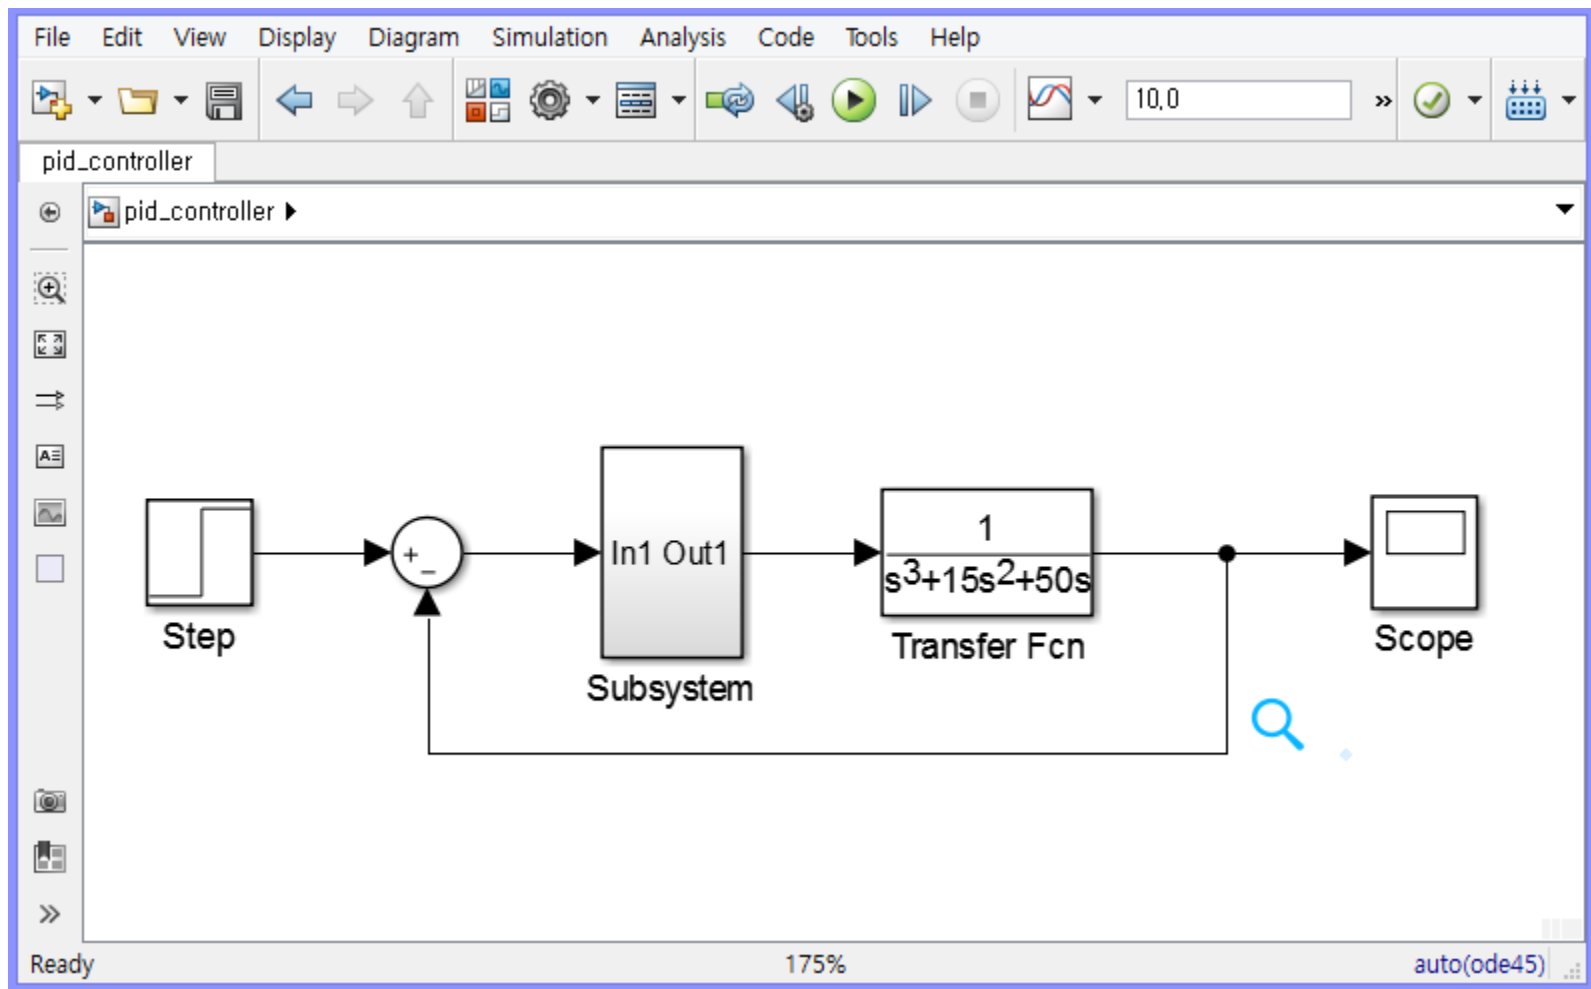 File Edit View Display Diagram Simulation Analysis Code Tools Help
10,0
pid_controller
pid_controller
+
−
In1 Out1
1
s3+15s2+50s
Step
Subsystem
Transfer Fcn
Scope
Ready 175% auto(ode45)